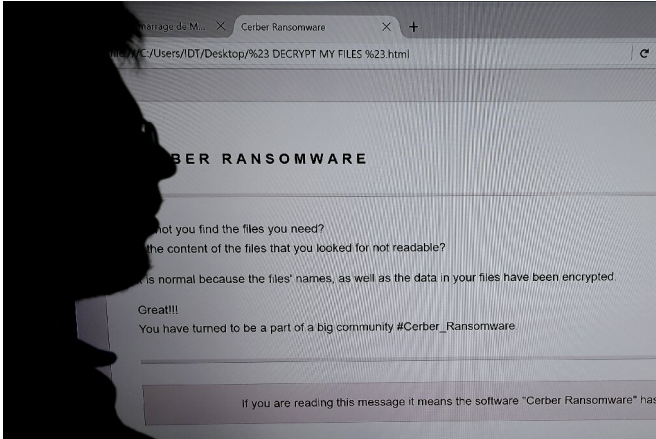 marrage de M... Cerber Ransomware
/C:/Users/IDT/Desktop/%23 DECRYPT MY FILES %23.html
BER RANSOMWARE
not you find the files you need?
the content of the files that you looked for not readable?
is normal because the files' names, as well as the data in your files have been encrypted.
Great!!!
You have turned to be a part of a big community #Cerber_Ransomware
If you are reading this message it means the software "Cerber Ransomware" has